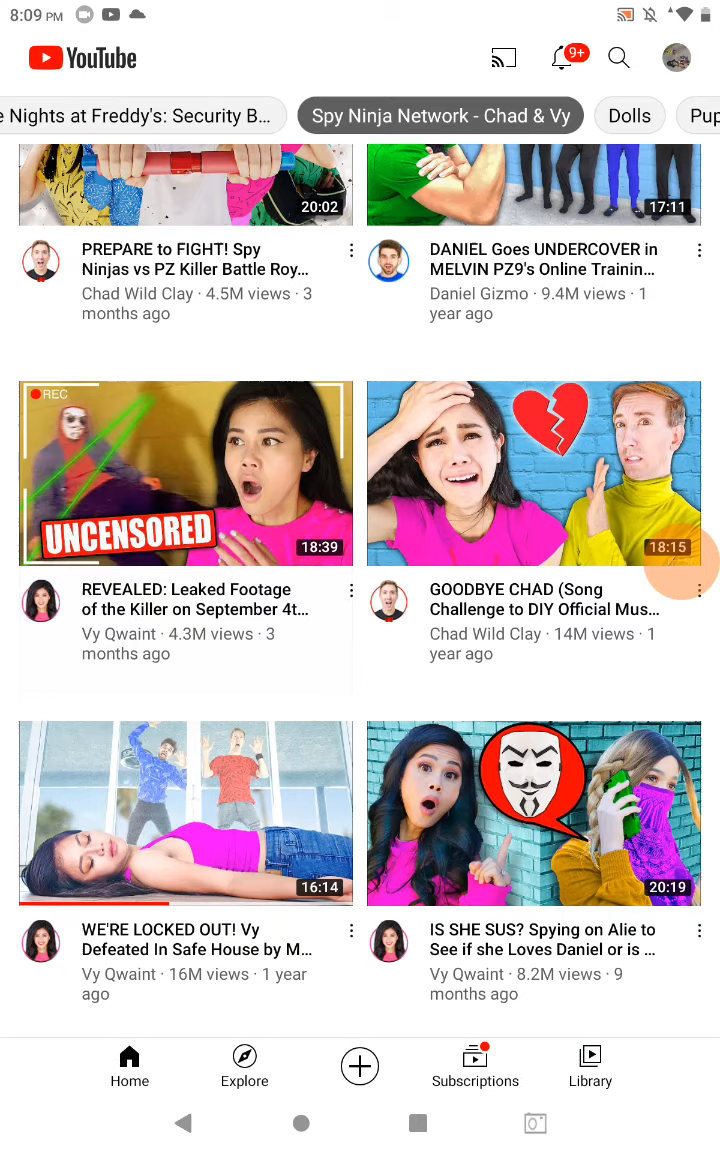 8:09 PM
YouTube
9+
e Nights at Freddy's: Security B...
Spy Ninja Network - Chad & Vy
Dolls
Pup
20:02
17:11
PREPARE to FIGHT! Spy
Ninjas vs PZ Killer Battle Roy...
Chad Wild Clay · 4.5M views · 3
months ago
DANIEL Goes UNDERCOVER in
MELVIN PZ9's Online Trainin...
Daniel Gizmo · 9.4M views · 1
year ago
REC
UNCENSORED
18:39
18:15
REVEALED: Leaked Footage
of the Killer on September 4t...
Vy Qwaint · 4.3M views · 3
months ago
GOODBYE CHAD (Song
Challenge to DIY Official Mus...
Chad Wild Clay · 14M views · 1
year ago
16:14
20:19
WE'RE LOCKED OUT! Vy
Defeated In Safe House by M...
Vy Qwaint · 16M views · 1 year
ago
IS SHE SUS? Spying on Alie to
See if she Loves Daniel or is ...
Vy Qwaint · 8.2M views · 9
months ago
Home
Explore
Subscriptions
Library